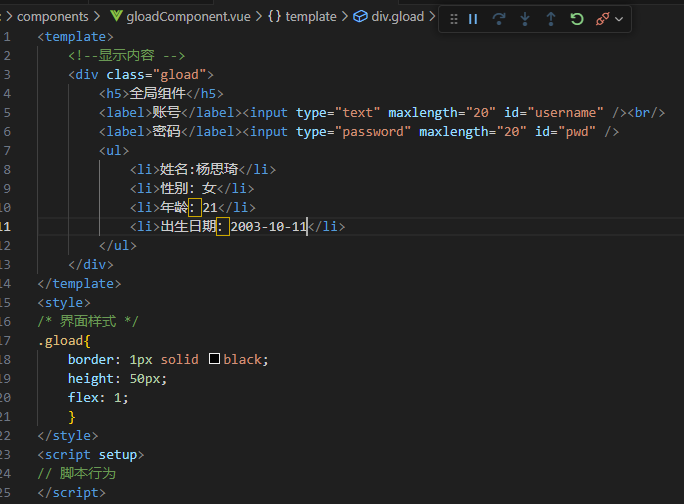 components > gloadComponent.vue > template > div.gload >
1 <template>
2 <!--显示内容 -->
3 <div class="gload">
4 <h5>全局组件</h5>
5 <label>账号</label><input type="text" maxlength="20" id="username" /><br/>
6 <label>密码</label><input type="password" maxlength="20" id="pwd" />
7 <ul>
8 <li>姓名:杨思琦</li>
9 <li>性别: 女</li>
10 <li>年龄：21</li>
11 <li>出生日期：2003-10-11</li>
12 </ul>
13 </div>
14 </template>
15 <style>
16 /* 界面样式 */
17 .gload{
18 border: 1px solid black;
19 height: 50px;
20 flex: 1;
21 }
22 </style>
23 <script setup>
24 // 脚本行为
25 </script>